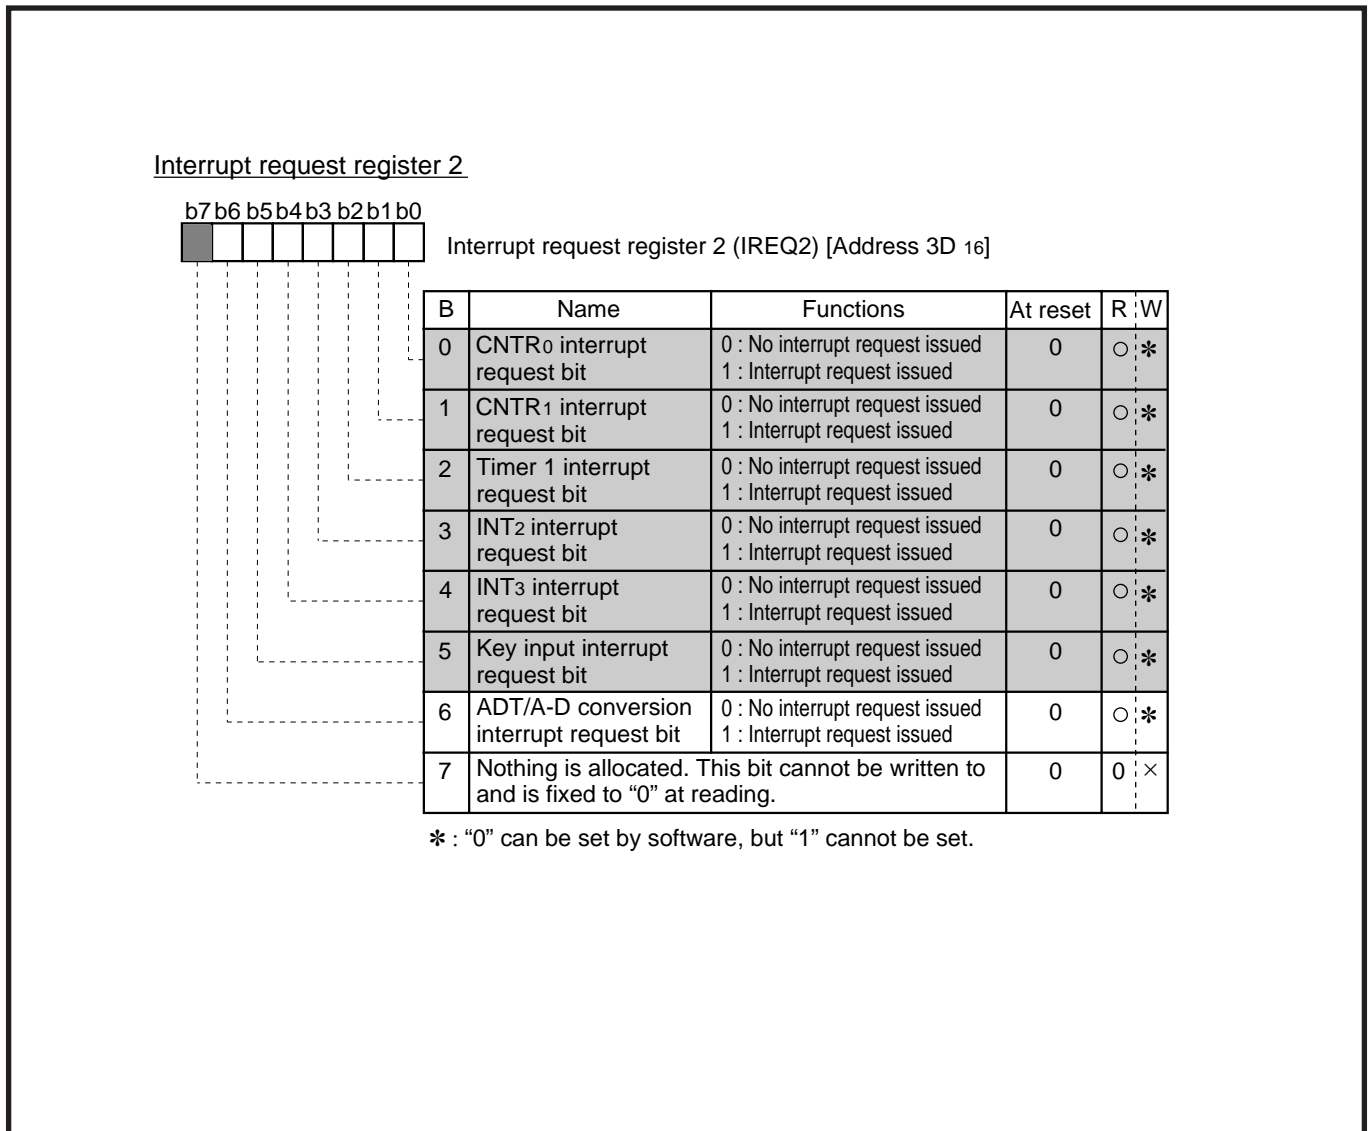 Interrupt request register 2
b7 b6 b5 b4 b3 b2 b1 b0
Interrupt request register 2 (IREQ2) [Address 3D 16]
B Name Functions At reset R W
0 CNTR0 interrupt request bit 0 : No interrupt request issued 0 ○ ✻
1 : Interrupt request issued
1 CNTR1 interrupt request bit 0 : No interrupt request issued 0 ○ ✻
1 : Interrupt request issued
2 Timer 1 interrupt request bit 0 : No interrupt request issued 0 ○ ✻
1 : Interrupt request issued
3 INT2 interrupt request bit 0 : No interrupt request issued 0 ○ ✻
1 : Interrupt request issued
4 INT3 interrupt request bit 0 : No interrupt request issued 0 ○ ✻
1 : Interrupt request issued
5 Key input interrupt request bit 0 : No interrupt request issued 0 ○ ✻
1 : Interrupt request issued
6 ADT/A-D conversion interrupt request bit 0 : No interrupt request issued 0 ○ ✻
1 : Interrupt request issued
7 Nothing is allocated. This bit cannot be written to 0 0 ×
and is fixed to “0” at reading.
✻ : “0” can be set by software, but “1” cannot be set.